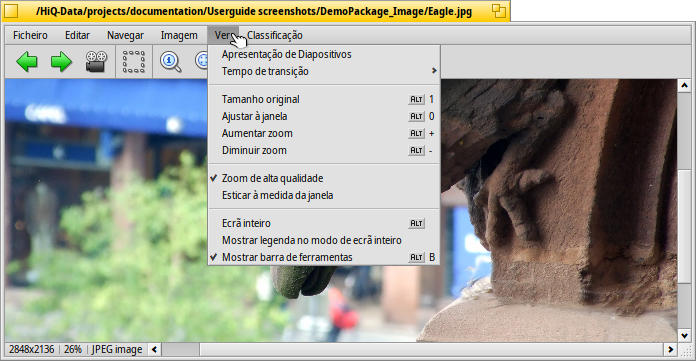 /HiQ-Data/projects/documentation/Userguide screenshots/DemoPackage_Image/Eagle.jpg
Ficheiro Editar Navegar Imagem Ver Classificação
Apresentação de Diapositivos
Tempo de transição
Tamanho original ALT 1
Ajustar à janela ALT 0
Aumentar zoom ALT +
Diminuir zoom ALT -
Zoom de alta qualidade
Esticar à medida da janela
Ecrã inteiro ALT
Mostrar legenda no modo de ecrã inteiro
Mostrar barra de ferramentas ALT B
2848x2136 26% JPEG image